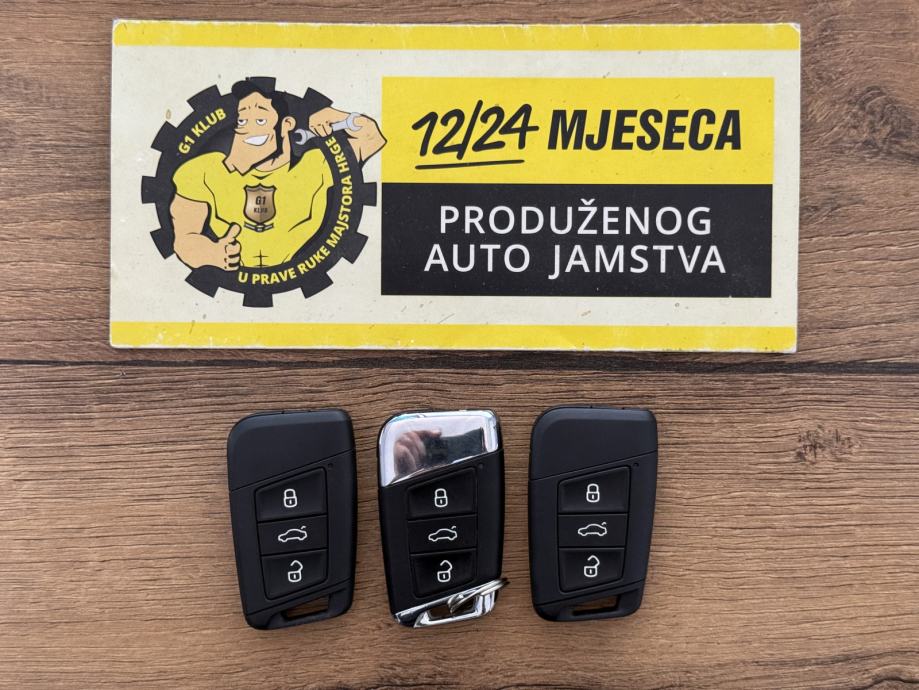 G1 KLUB
U PRAVE RUKE MAJSTORA HRGE
G1
KLUB
12/24 MJESECA
PRODUŽENOG
AUTO JAMSTVA